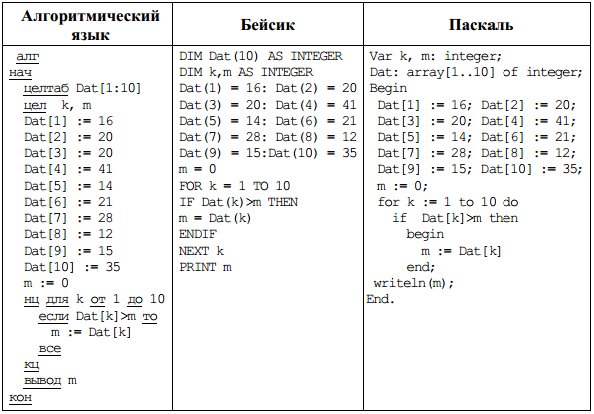 Алгоритмический
язык
алг
нач
целтаб Dat[1:10]
цел k, m
Dat[1] := 16
Dat[2] := 20
Dat[3] := 20
Dat[4] := 41
Dat[5] := 14
Dat[6] := 21
Dat[7] := 28
Dat[8] := 12
Dat[9] := 15
Dat[10] := 35
m := 0
нц для k от 1 до 10
если Dat[k]>m то
m := Dat[k]
все
кц
вывод m
кон
Бейсик
DIM Dat(10) AS INTEGER
DIM k,m AS INTEGER
Dat(1) = 16: Dat(2) = 20
Dat(3) = 20: Dat(4) = 41
Dat(5) = 14: Dat(6) = 21
Dat(7) = 28: Dat(8) = 12
Dat(9) = 15:Dat(10) = 35
m = 0
FOR k = 1 TO 10
IF Dat(k)>m THEN
m = Dat(k)
ENDIF
NEXT k
PRINT m
Паскаль
Var k, m: integer;
Dat: array[1..10] of integer;
Begin
Dat[1] := 16; Dat[2] := 20;
Dat[3] := 20; Dat[4] := 41;
Dat[5] := 14; Dat[6] := 21;
Dat[7] := 28; Dat[8] := 12;
Dat[9] := 15; Dat[10] := 35;
m := 0;
for k := 1 to 10 do
if Dat[k]>m then
begin
m := Dat[k]
end;
writeln(m);
End.